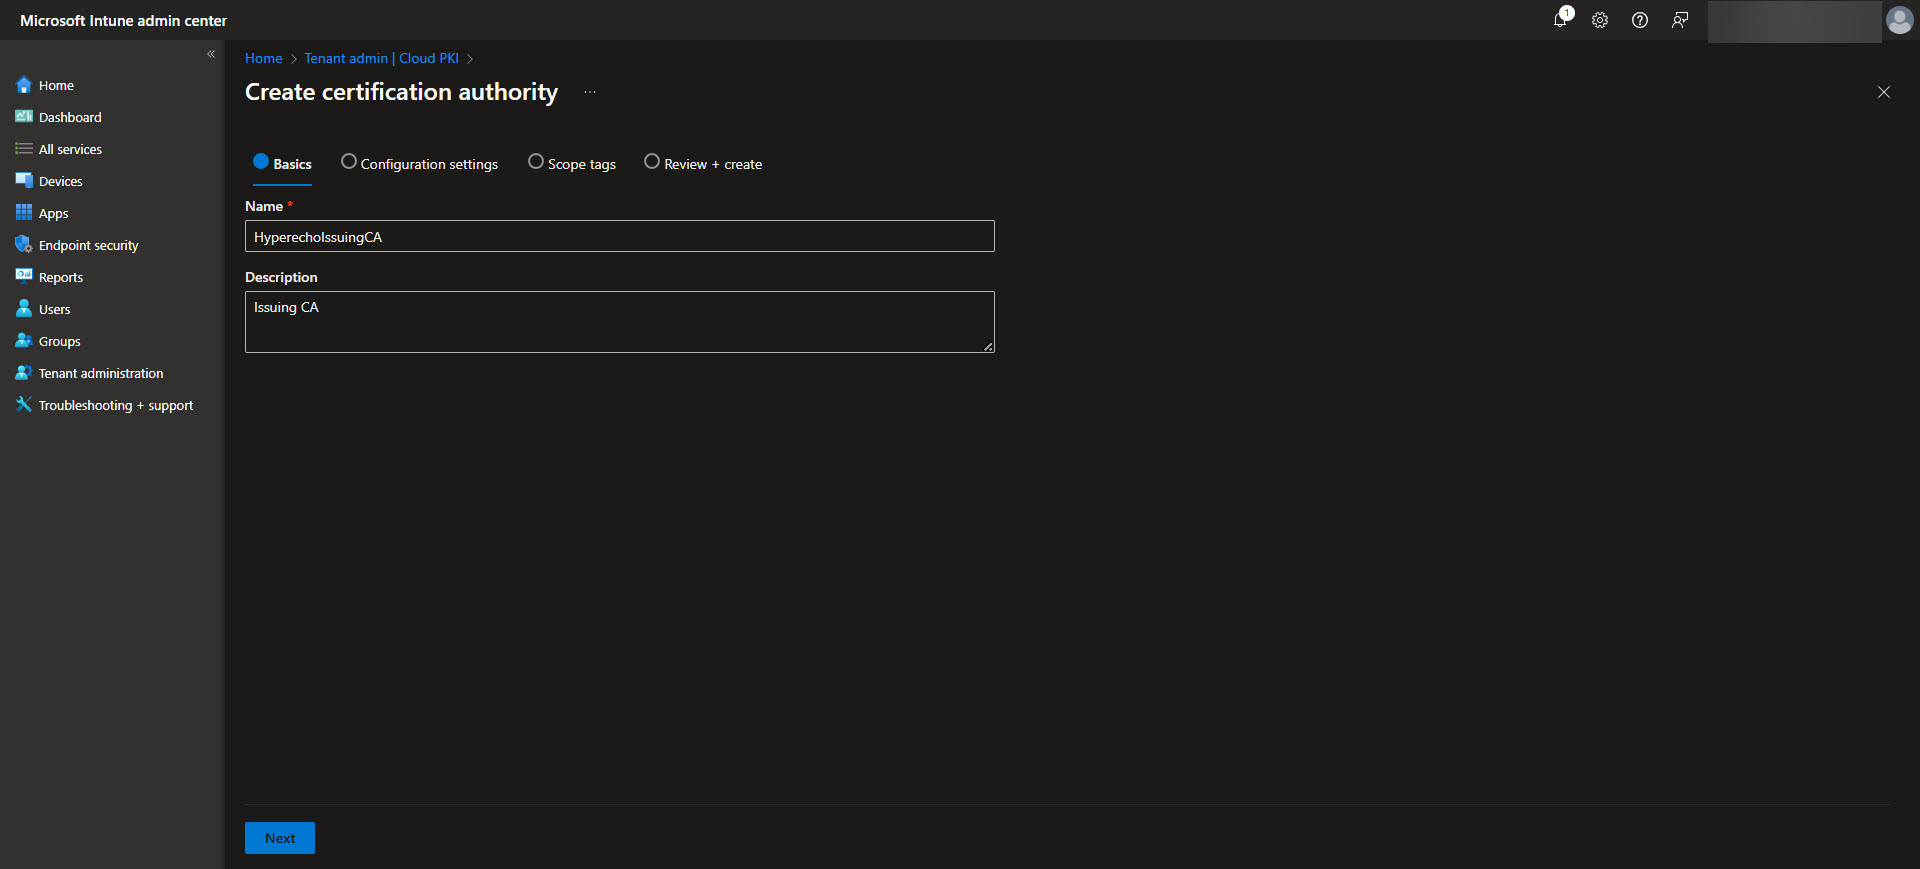 Microsoft Intune admin center
1
«
Home > Tenant admin | Cloud PKI >
Create certification authority ...
Home
Dashboard
All services
Devices
Apps
Endpoint security
Reports
Users
Groups
Tenant administration
Troubleshooting + support
Basics Configuration settings Scope tags Review + create
Name *
HyperechoIssuingCA
Description
Issuing CA
Next